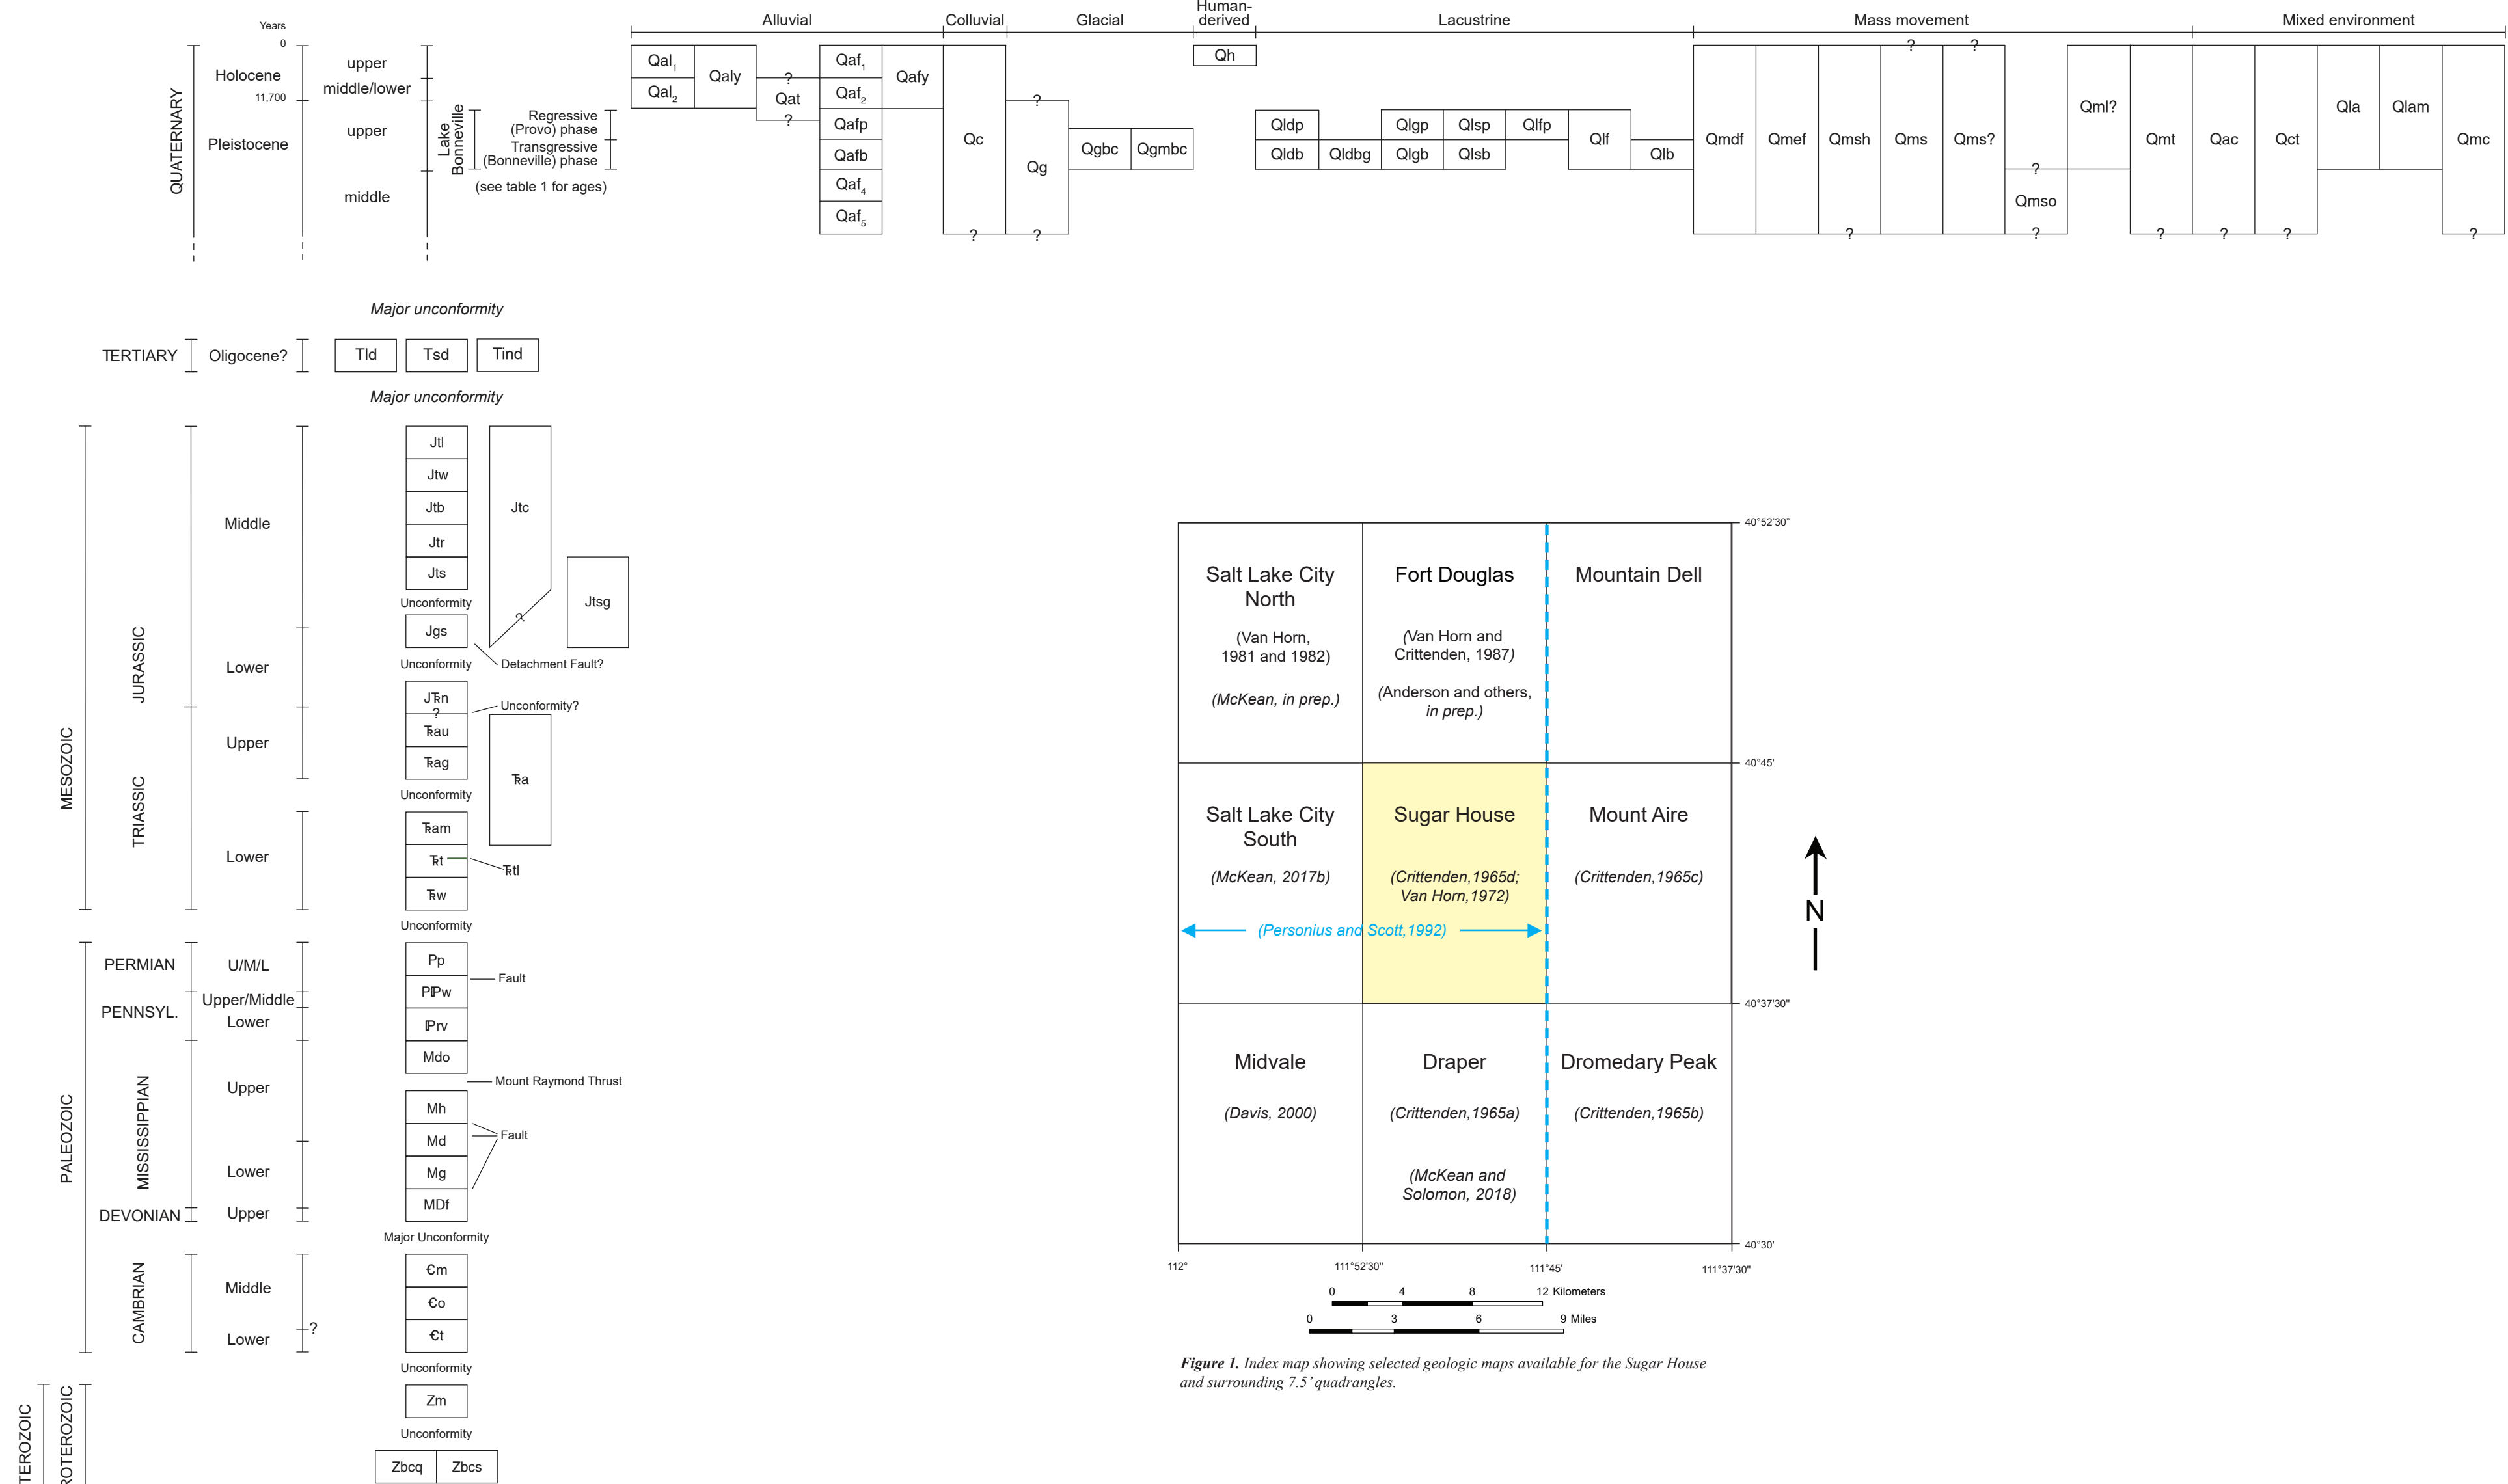 Alluvial
Colluvial
Glacial
Human-
derived
Lacustrine
Mass movement
Mixed environment
Years
0
11,700
QUATERNARY
Holocene
Pleistocene
upper
middle/lower
upper
middle
Lake
Bonneville
Regressive
(Provo) phase
Transgressive
(Bonneville) phase
(see table 1 for ages)
Qal1
Qal2
Qaly
?
Qat
?
Qaf1
Qaf2
Qafp
Qafb
Qaf4
Qaf5
Qafy
Qc
?
?
Qg
?
Qgbc
Qgmbc
Qh
Qldp
Qldb
Qldbg
Qlgp
Qlgb
Qlsp
Qlsb
Qlfp
Qlf
Qlb
Qmdf
Qmef
Qmsh
?
?
Qms
?
Qms?
?
Qmso
?
Qml?
Qmt
?
Qac
?
Qct
?
Qla
Qlam
Qmc
?
Major unconformity
TERTIARY
Oligocene?
Tld
Tsd
Tind
Major unconformity
MESOZOIC
JURASSIC
TRIASSIC
Middle
Lower
Upper
Lower
Jtl
Jtw
Jtb
Jtr
Jts
Jtc
?
Jtsg
Unconformity
Jgs
Detachment Fault?
Unconformity
JTRn
?
Unconformity?
TRau
TRag
TRa
Unconformity
TRam
TRt
TRtl
TRw
Unconformity
PALEOZOIC
PERMIAN
U/M/L
Upper/Middle
PENNSYL.
Lower
MISSISSIPPIAN
Upper
Lower
DEVONIAN
Upper
Pp
Fault
PIPw
IPrv
Mdo
Mount Raymond Thrust
Mh
Md
Fault
Mg
MDf
Major Unconformity
CAMBRIAN
Middle
?
Lower
Єm
Єo
Єt
Unconformity
Zm
Unconformity
Zbcq
Zbcs
TEROZOIC
ROTEROZOIC
Salt Lake City
North
(Van Horn,
1981 and 1982)
(McKean, in prep.)
Fort Douglas
(Van Horn and
Crittenden, 1987)
(Anderson and others,
in prep.)
Mountain Dell
Salt Lake City
South
(McKean, 2017b)
Sugar House
(Crittenden,1965d;
Van Horn,1972)
Mount Aire
(Crittenden,1965c)
(Personius and Scott,1992)
Midvale
(Davis, 2000)
Draper
(Crittenden,1965a)
(McKean and
Solomon, 2018)
Dromedary Peak
(Crittenden,1965b)
40°52'30"
40°45'
40°37'30"
40°30'
112°
111°52'30"
111°45'
111°37'30"
N
0 4 8 12 Kilometers
0 3 6 9 Miles
Figure 1. Index map showing selected geologic maps available for the Sugar House
and surrounding 7.5' quadrangles.